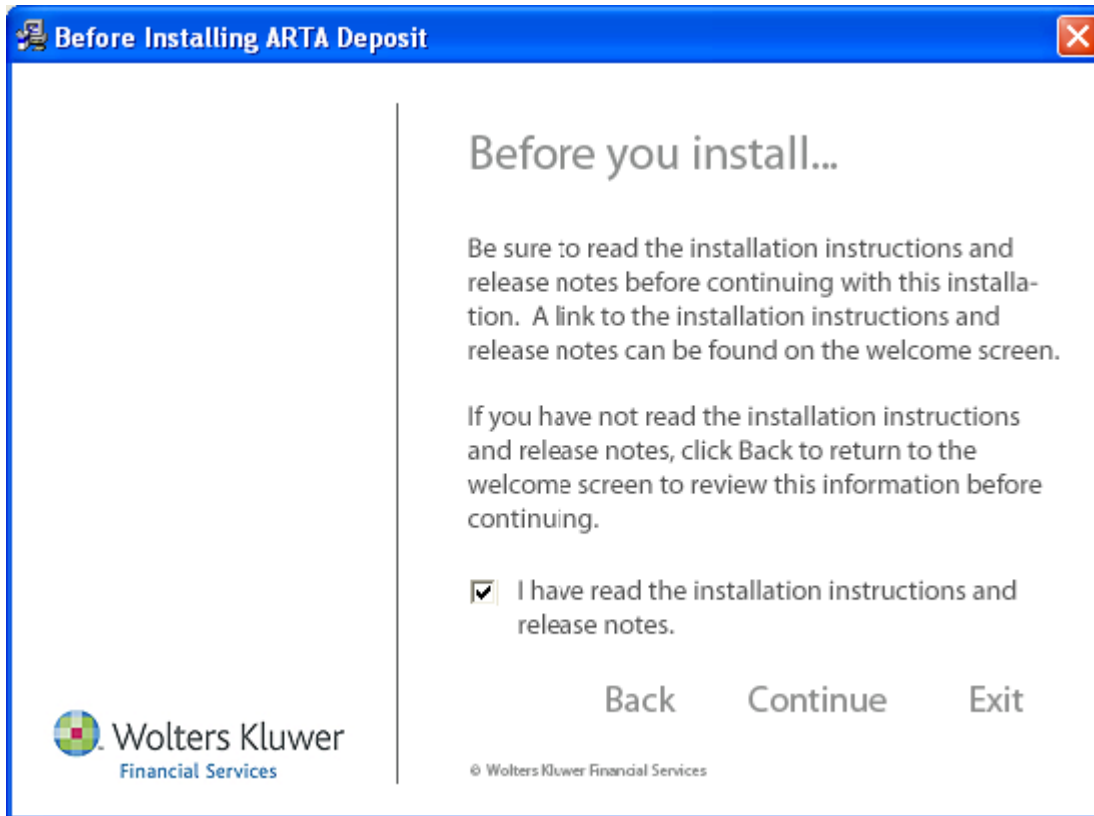 Before Installing ARTA Deposit
Before you install...
Be sure to read the installation instructions and
release notes before continuing with this installa-
tion.  A link to the installation instructions and
release notes can be found on the welcome screen.
If you have not read the installation instructions
and release notes, click Back to return to the
welcome screen to review this information before
continuing.
I have read the installation instructions and
release notes.
Back Continue Exit
Wolters Kluwer
Financial Services
© Wolters Kluwer Financial Services